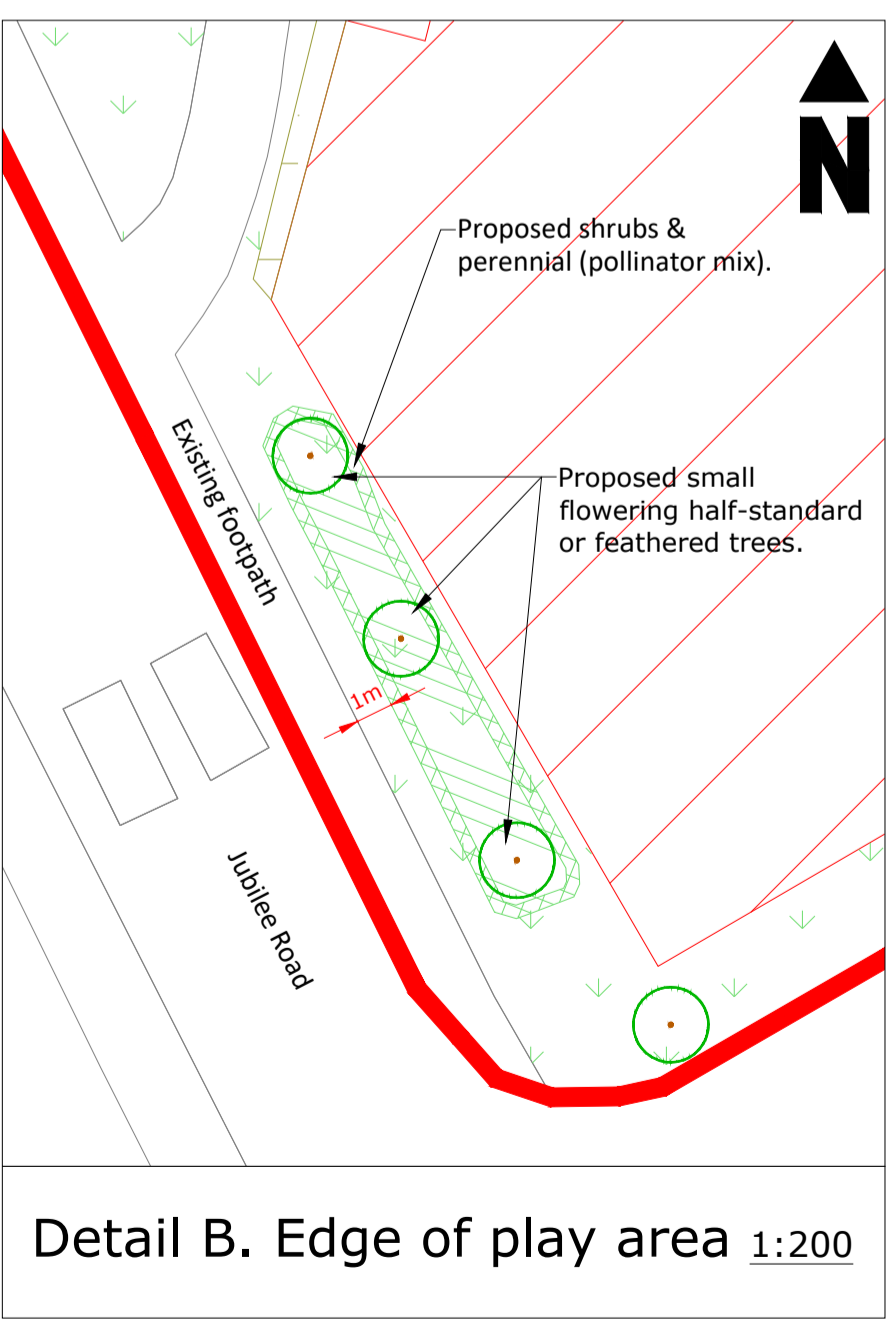 N
Proposed shrubs &
perennial (pollinator mix).
Existing footpath
Proposed small
flowering half-standard
or feathered trees.
1m
Jubilee Road
Detail B. Edge of play area 1:200